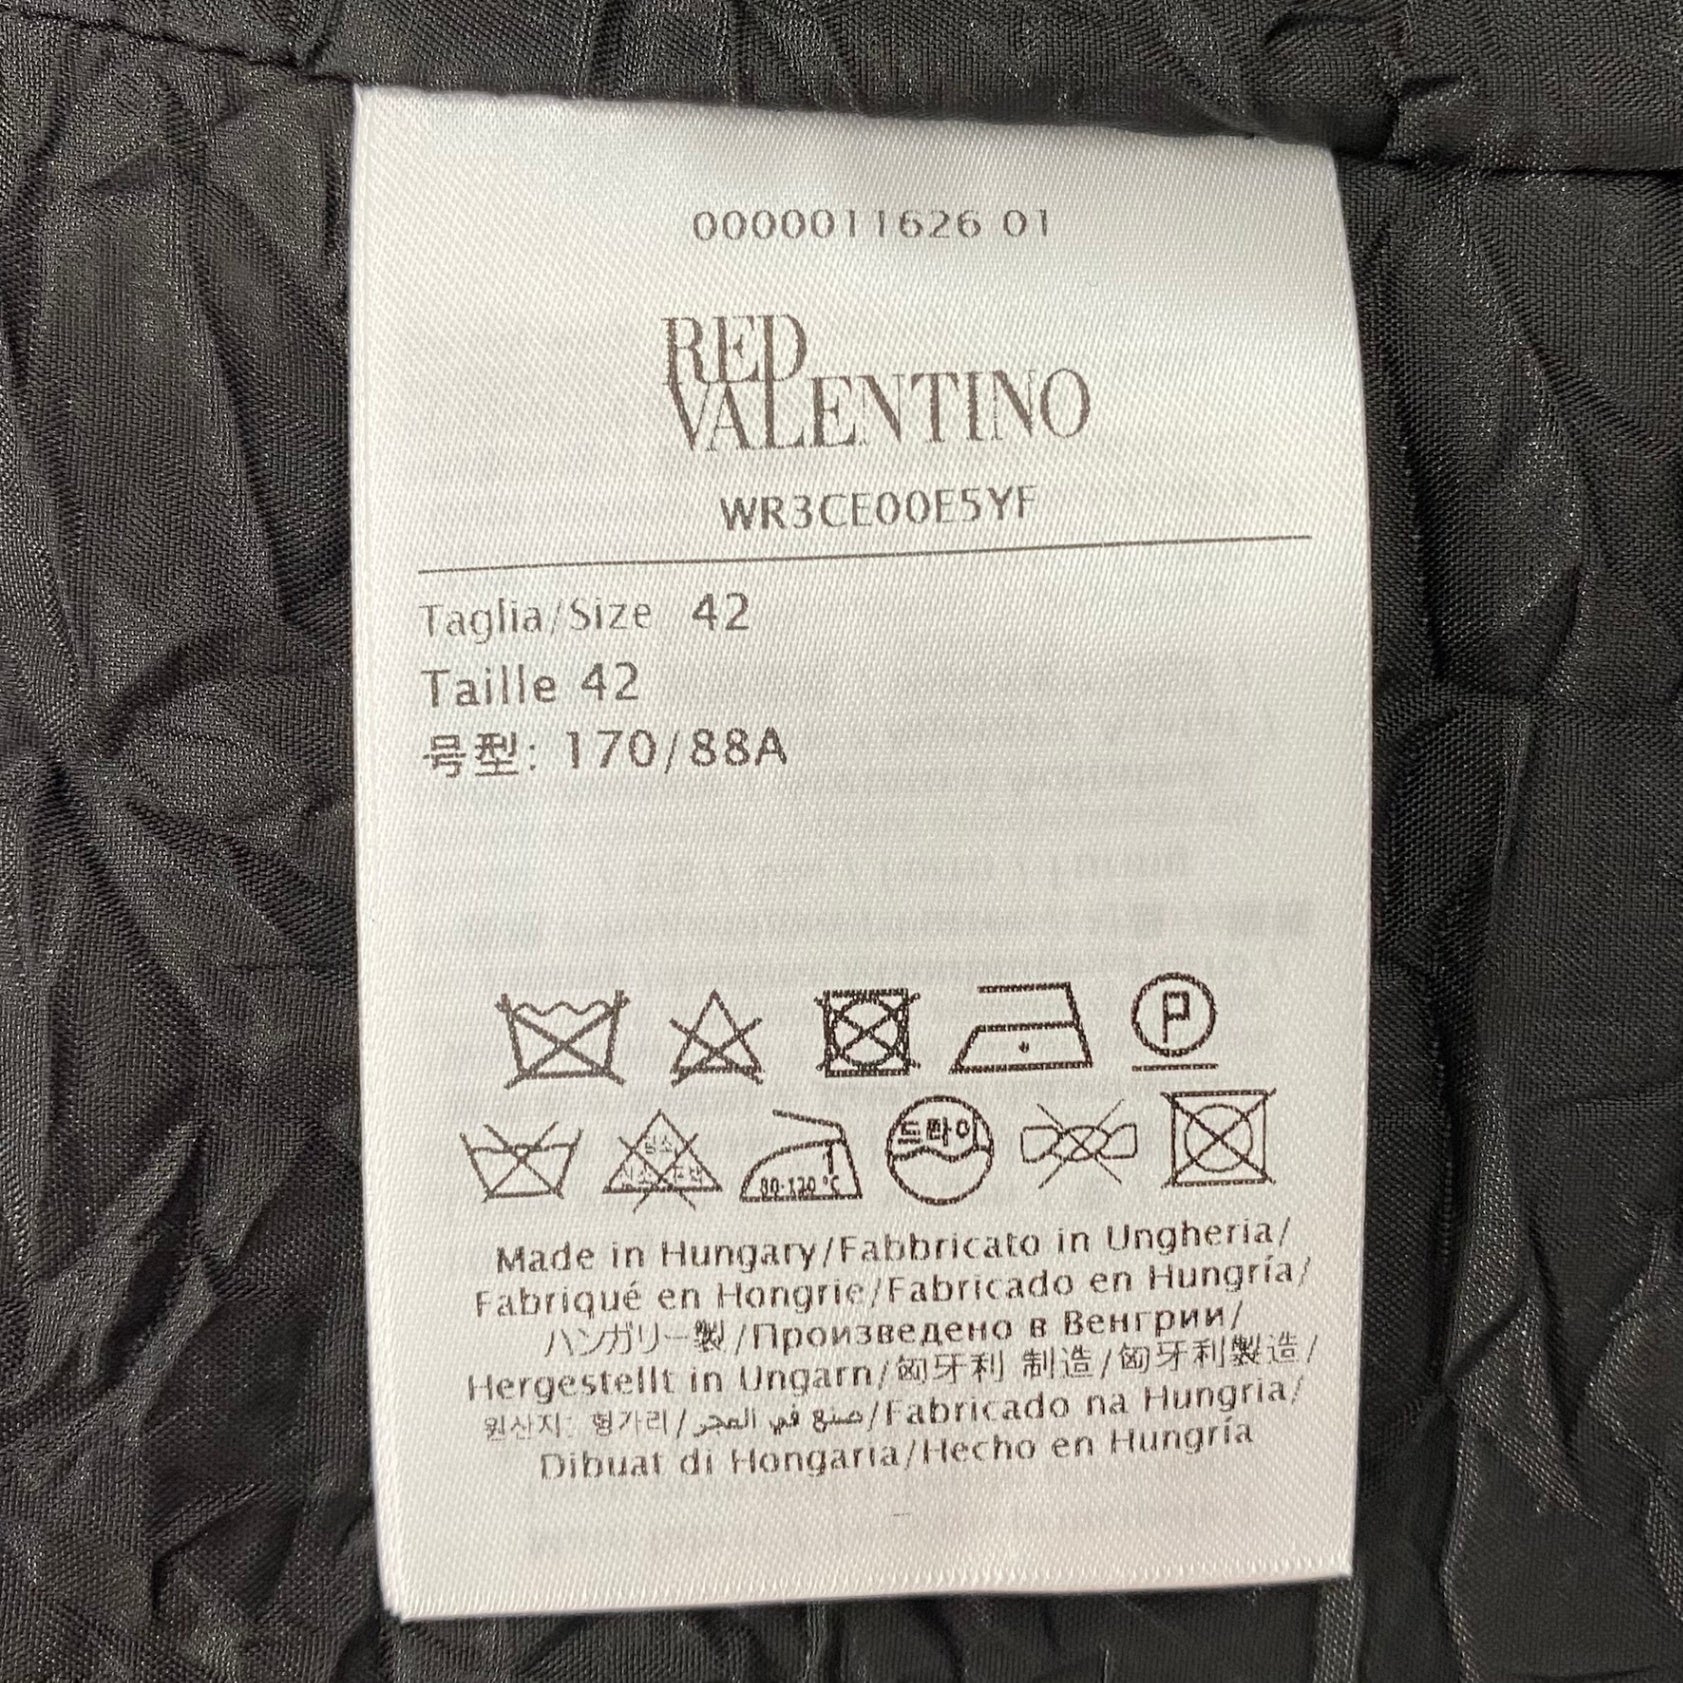 0000011626 01
RED
VALENTINO
WR3CE00E5YF
Taglia/Size 42
Taille 42
号型: 170/88A
P
드라이
1
80-120 °C
Made in Hungary/Fabbricato in Ungheria/
Fabriqué en Hongrie/Fabricado en Hungría/
ハンガリー製/Произведено в Венгрии/
Hergestellt in Ungarn/匈牙利 制造/匈牙利製造/
원산지: 헝가리/صنع في المجر/Fabricado na Hungria/
Dibuat di Hongaria/Hecho en Hungría